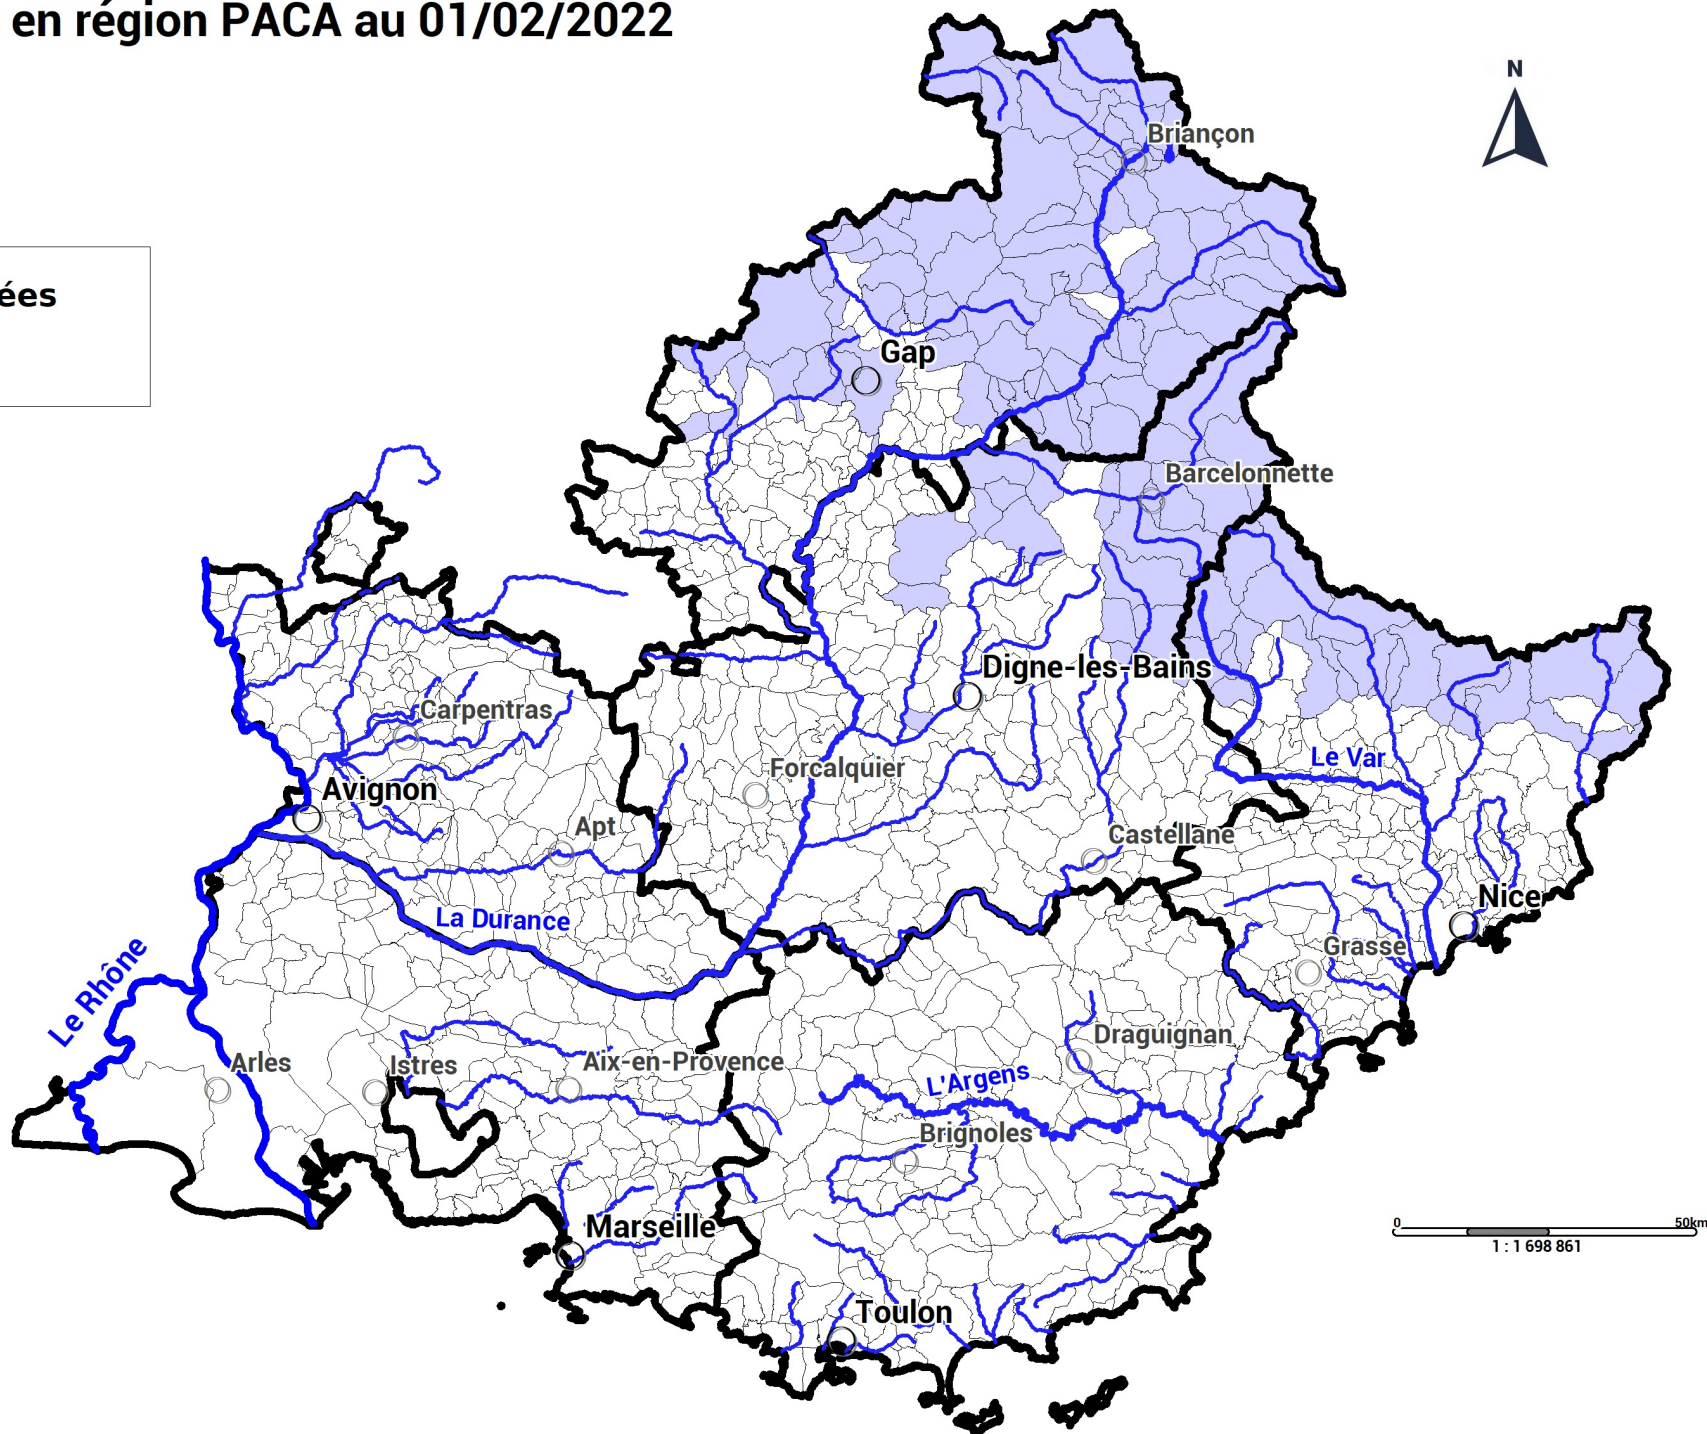 en région PACA au 01/02/2022
N
Briançon
ées
Gap
Barcelonnette
Digne-les-Bains
Carpentras
Forcalquier
Le Var
Avignon
Apt
Castellane
Nice
La Durance
Grasse
Le Rhône
Draguignan
Arles
Istres
Aix-en-Provence
L'Argens
Brignoles
Marseille
0
50km
1 : 1 698 861
Toulon